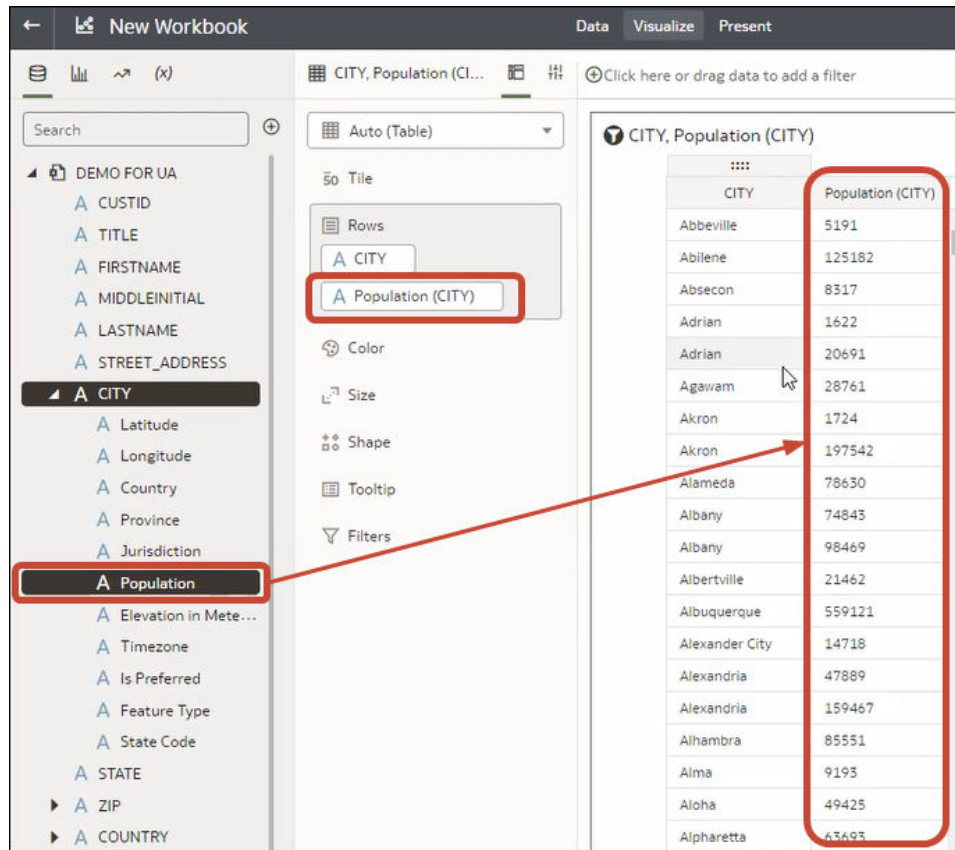 New Workbook
Data Visualize Present
(x)
CITY, Population (CI...
Click here or drag data to add a filter
Search
DEMO FOR UA
A CUSTID
A TITLE
A FIRSTNAME
A MIDDLEINITIAL
A LASTNAME
A STREET_ADDRESS
A CITY
A Latitude
A Longitude
A Country
A Province
A Jurisdiction
A Population
A Elevation in Mete...
A Timezone
A Is Preferred
A Feature Type
A State Code
A STATE
A ZIP
A COUNTRY
Auto (Table)
50 Tile
Rows
A CITY
A Population (CITY)
Color
Size
Shape
Tooltip
Filters
CITY, Population (CITY)
CITY Population (CITY)
Abbeville 5191
Abilene 125182
Absecon 8317
Adrian 1622
Adrian 20691
Agawam 28761
Akron 1724
Akron 197542
Alameda 78630
Albany 74843
Albany 98469
Albertville 21462
Albuquerque 559121
Alexander City 14718
Alexandria 47889
Alexandria 159467
Alhambra 85551
Alma 9193
Aloha 49425
Alpharetta 63693